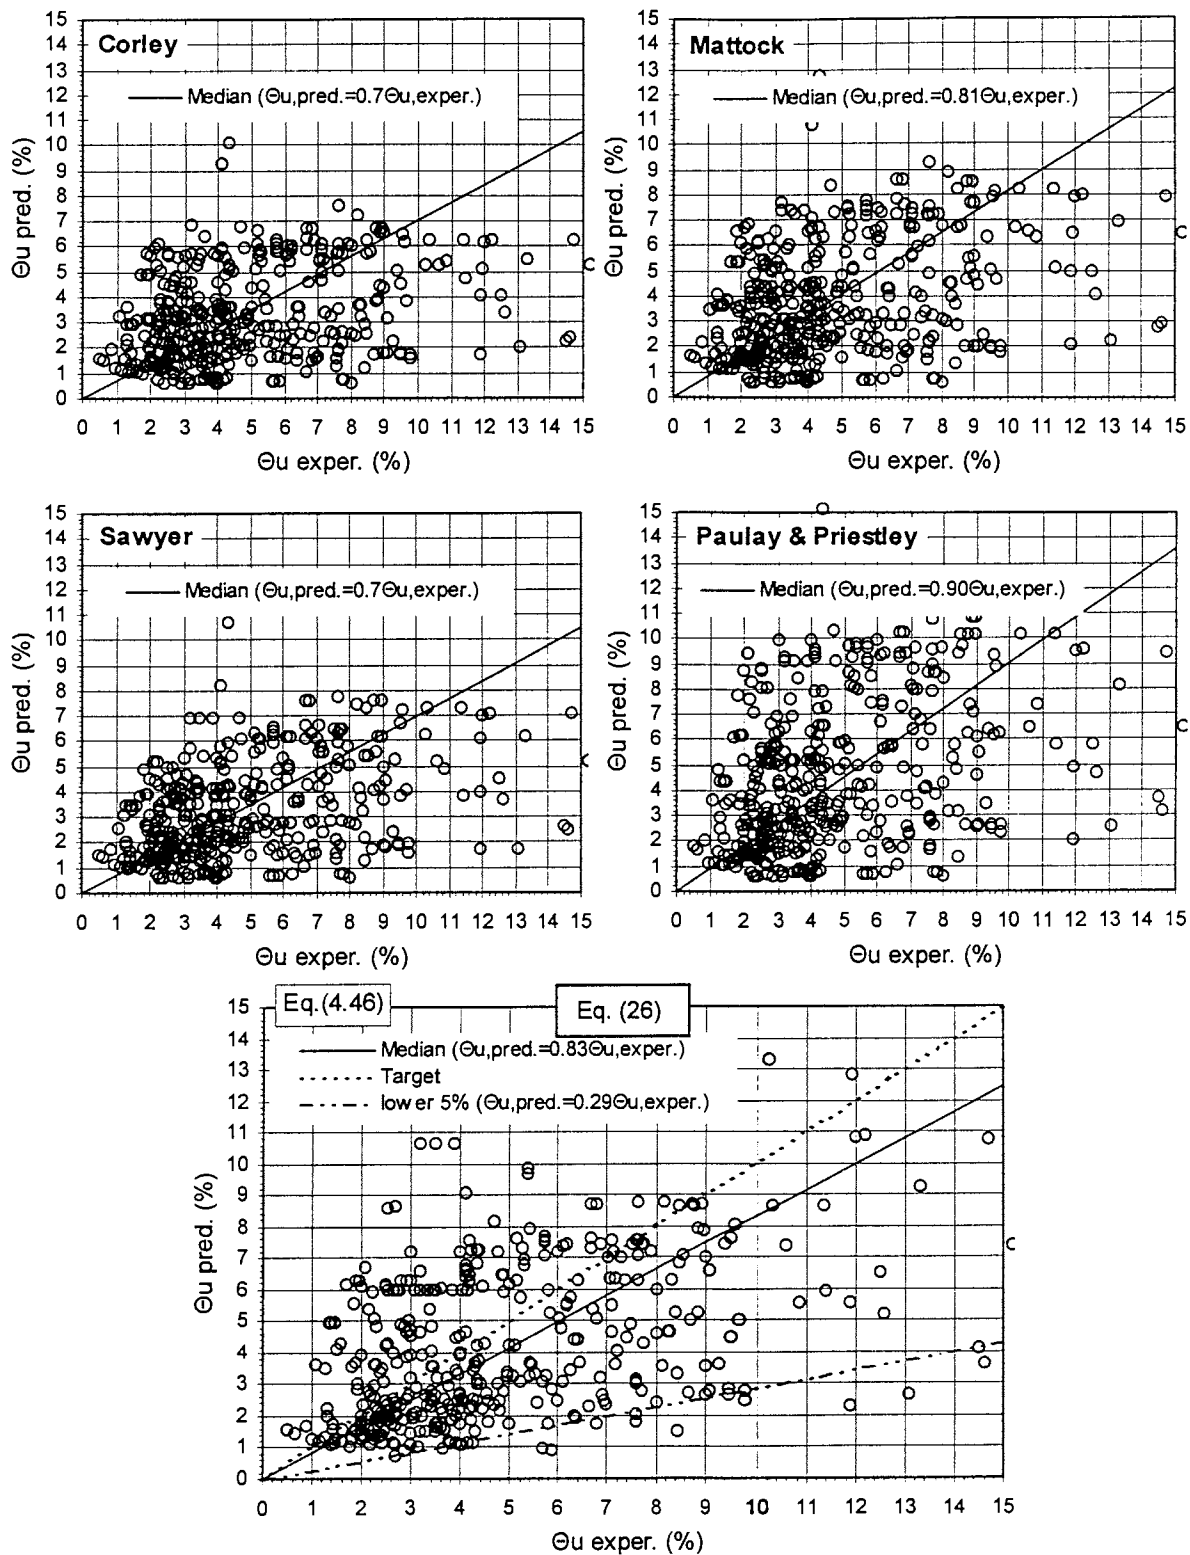 Corley
Median (Θu,pred.=0.7Θu,exper.)
Θu pred. (%)
15
14
13
12
11
10
9
8
7
6
5
4
3
2
1
0
0 1 2 3 4 5 6 7 8 9 10 11 12 13 14 15
Θu exper. (%)
Mattock
Median (Θu,pred.=0.81Θu,exper.)
Θu pred. (%)
15
14
13
12
11
10
9
8
7
6
5
4
3
2
1
0
0 1 2 3 4 5 6 7 8 9 10 11 12 13 14 15
Θu exper. (%)
Sawyer
Median (Θu,pred.=0.7Θu,exper.)
Θu pred. (%)
15
14
13
12
11
10
9
8
7
6
5
4
3
2
1
0
0 1 2 3 4 5 6 7 8 9 10 11 12 13 14 15
Θu exper. (%)
Paulay & Priestley
Median (Θu,pred.=0.90Θu,exper.)
Θu pred. (%)
15
14
13
12
11
10
9
8
7
6
5
4
3
2
1
0
0 1 2 3 4 5 6 7 8 9 10 11 12 13 14 15
Θu exper. (%)
Eq.(4.46)
Eq. (26)
Median (Θu,pred.=0.83Θu,exper.)
Target
lower 5% (Θu,pred.=0.29Θu,exper.)
Θu pred. (%)
15
14
13
12
11
10
9
8
7
6
5
4
3
2
1
0
0 1 2 3 4 5 6 7 8 9 10 11 12 13 14 15
Θu exper. (%)